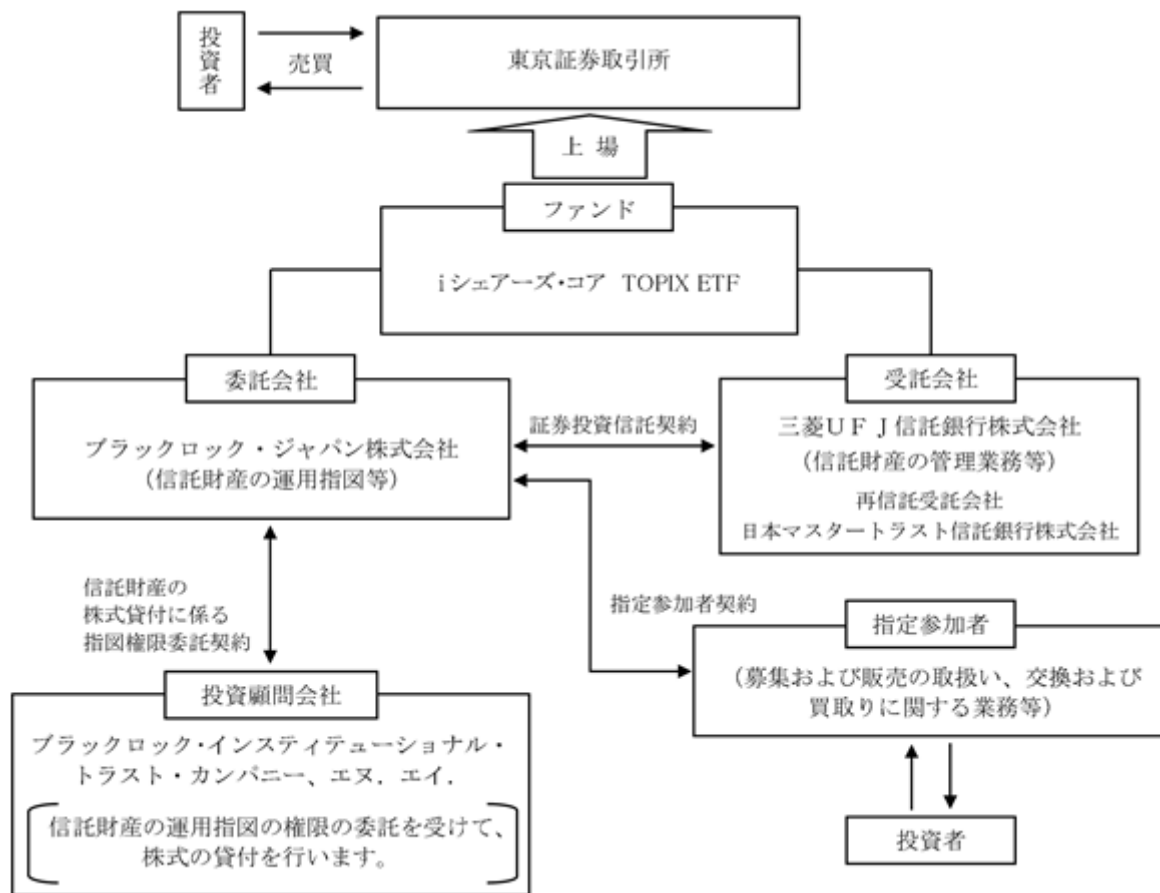 投資者
売買
東京証券取引所
上 場
ファンド
iシェアーズ・コア TOPIX ETF
委託会社
ブラックロック・ジャパン株式会社
(信託財産の運用指図等)
証券投資信託契約
受託会社
三菱UFJ信託銀行株式会社
(信託財産の管理業務等)
再信託受託会社
日本マスタートラスト信託銀行株式会社
信託財産の
株式貸付に係る
指図権限委託契約
指定参加者契約
指定参加者
(募集および販売の取扱い、交換および
買取りに関する業務等)
投資顧問会社
ブラックロック・インスティテューショナル・
トラスト・カンパニー、エヌ．エイ．
信託財産の運用指図の権限の委託を受けて、
株式の貸付を行います。
投資者